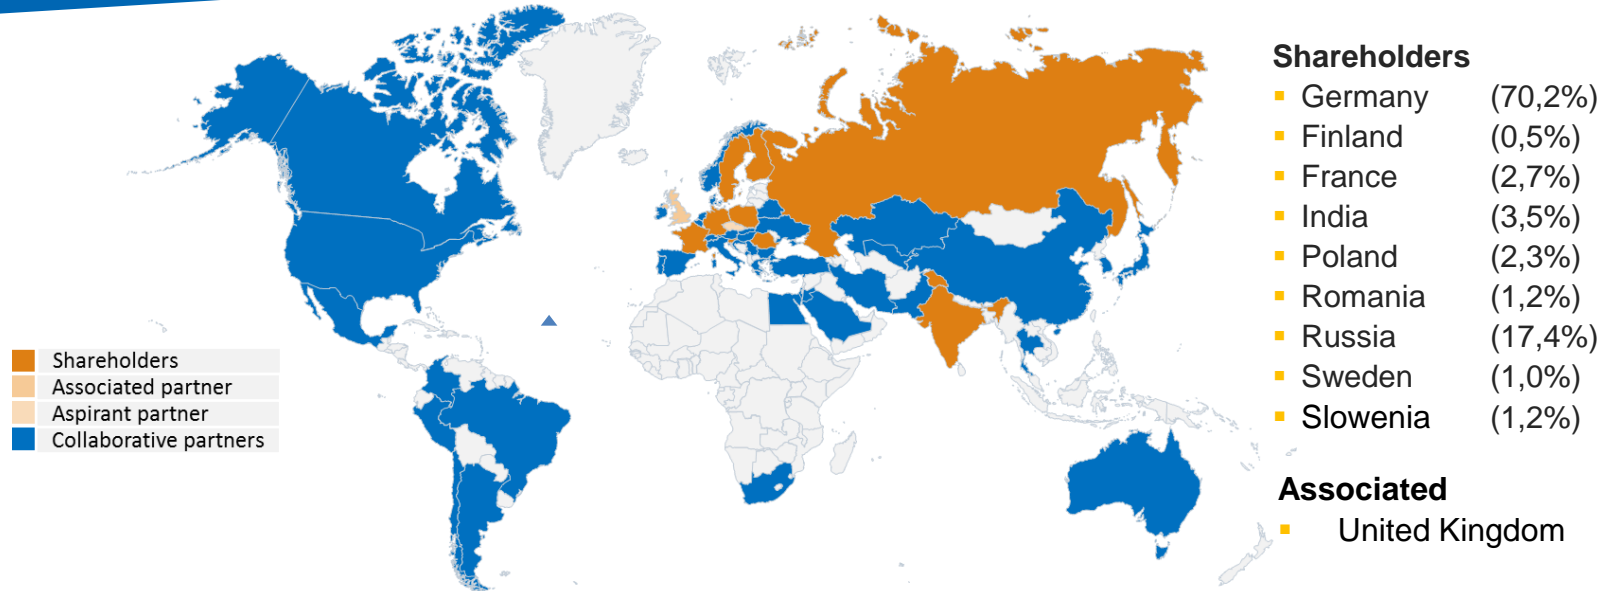 Shareholders
Associated partner
Aspirant partner
Collaborative partners
Shareholders
Germany (70,2%)
Finland (0,5%)
France (2,7%)
India (3,5%)
Poland (2,3%)
Romania (1,2%)
Russia (17,4%)
Sweden (1,0%)
Slowenia (1,2%)
Associated
United Kingdom